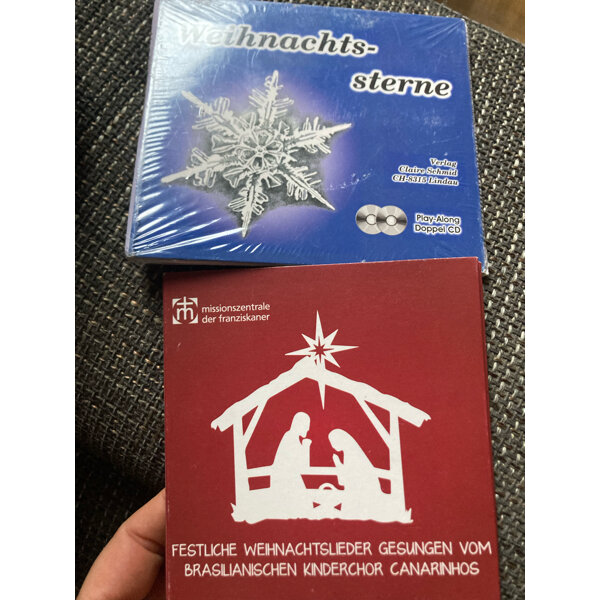 Weihnachts-
sterne
Verlag
Claire Schmid
CH-8315 Lindau
Play-Along
Doppel CD
missionszentrale
der franziskaner
FESTLICHE WEIHNACHTSLIEDER GESUNGEN VOM
BRASILIANISCHEN KINDERCHOR CANARINHOS